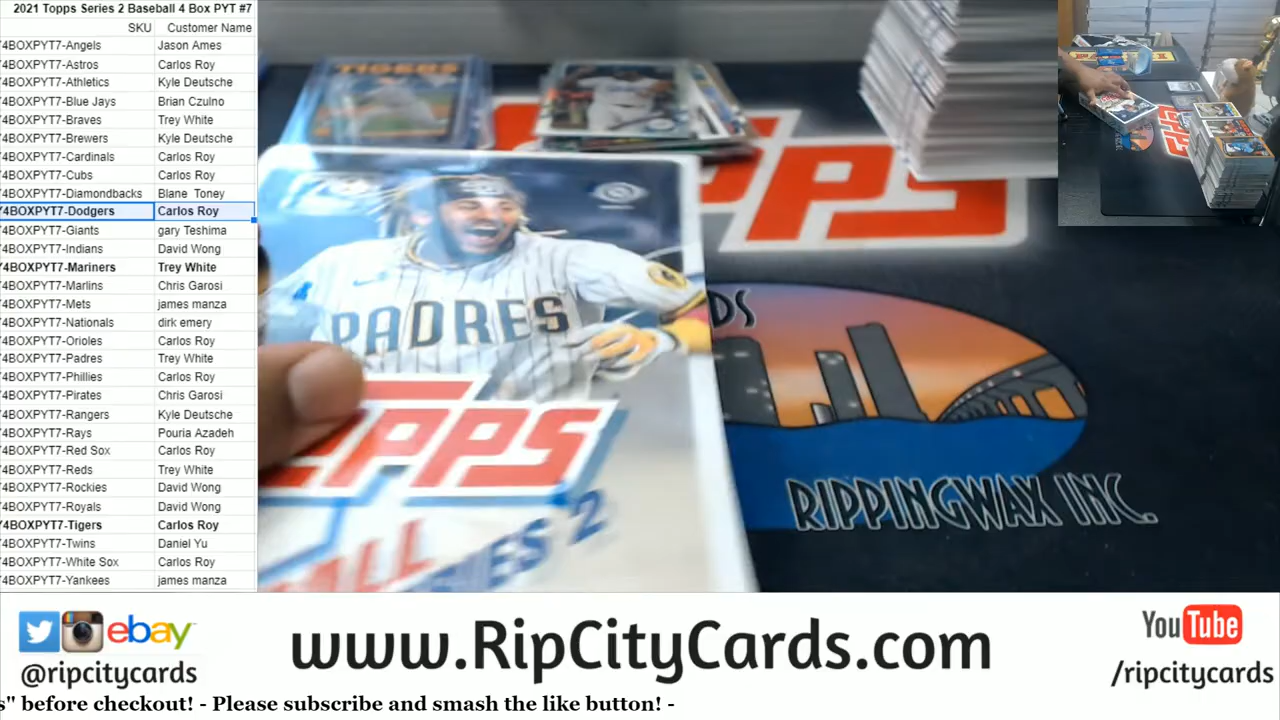 2021 Topps Series 2 Baseball 4 Box PYT #7
SKU Customer Name
4BOXPYT7-Angels Jason Ames
4BOXPYT7-Astros Carlos Roy
4BOXPYT7-Athletics Kyle Deutsche
4BOXPYT7-Blue Jays Brian Czulno
4BOXPYT7-Braves Trey White
4BOXPYT7-Brewers Kyle Deutsche
4BOXPYT7-Cardinals Carlos Roy
4BOXPYT7-Cubs Carlos Roy
4BOXPYT7-Diamondbacks Blane Toney
4BOXPYT7-Dodgers Carlos Roy
4BOXPYT7-Giants gary Teshima
4BOXPYT7-Indians David Wong
4BOXPYT7-Mariners Trey White
4BOXPYT7-Marlins Chris Garosi
4BOXPYT7-Mets james manza
4BOXPYT7-Nationals dirk emery
4BOXPYT7-Orioles Carlos Roy
4BOXPYT7-Padres Trey White
4BOXPYT7-Phillies Carlos Roy
4BOXPYT7-Pirates Chris Garosi
4BOXPYT7-Rangers Kyle Deutsche
4BOXPYT7-Rays Pouria Azadeh
4BOXPYT7-Red Sox Carlos Roy
4BOXPYT7-Reds Trey White
4BOXPYT7-Rockies David Wong
4BOXPYT7-Royals David Wong
4BOXPYT7-Tigers Carlos Roy
4BOXPYT7-Twins Daniel Yu
4BOXPYT7-White Sox Carlos Roy
4BOXPYT7-Yankees james manza
TIGERS
PADRES
PPS
ALL
IES 2
PS
DS
RIPPINGWAX INC.
ebay
@ripcitycards
www.RipCityCards.com
YouTube
/ripcitycards
s" before checkout! - Please subscribe and smash the like button! -